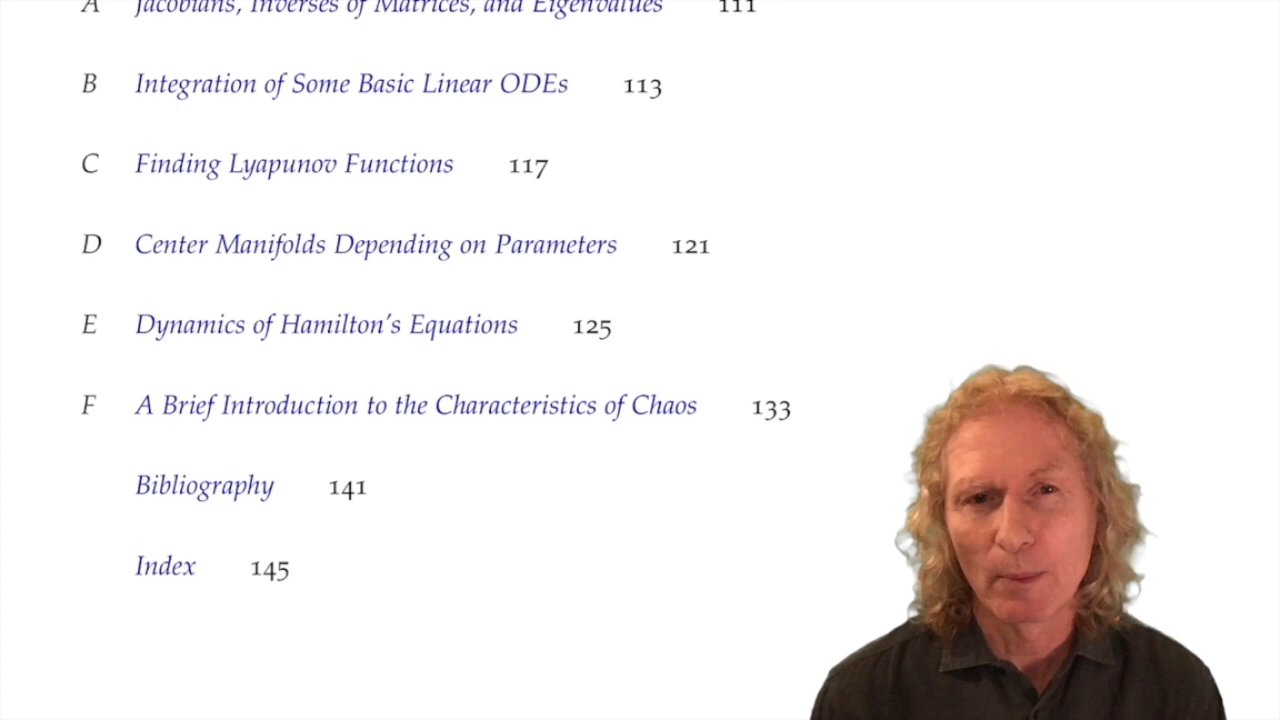 A Jacobians, Inverses of Matrices, and Eigenvalues 111
B Integration of Some Basic Linear ODEs 113
C Finding Lyapunov Functions 117
D Center Manifolds Depending on Parameters 121
E Dynamics of Hamilton's Equations 125
F A Brief Introduction to the Characteristics of Chaos 133
Bibliography 141
Index 145